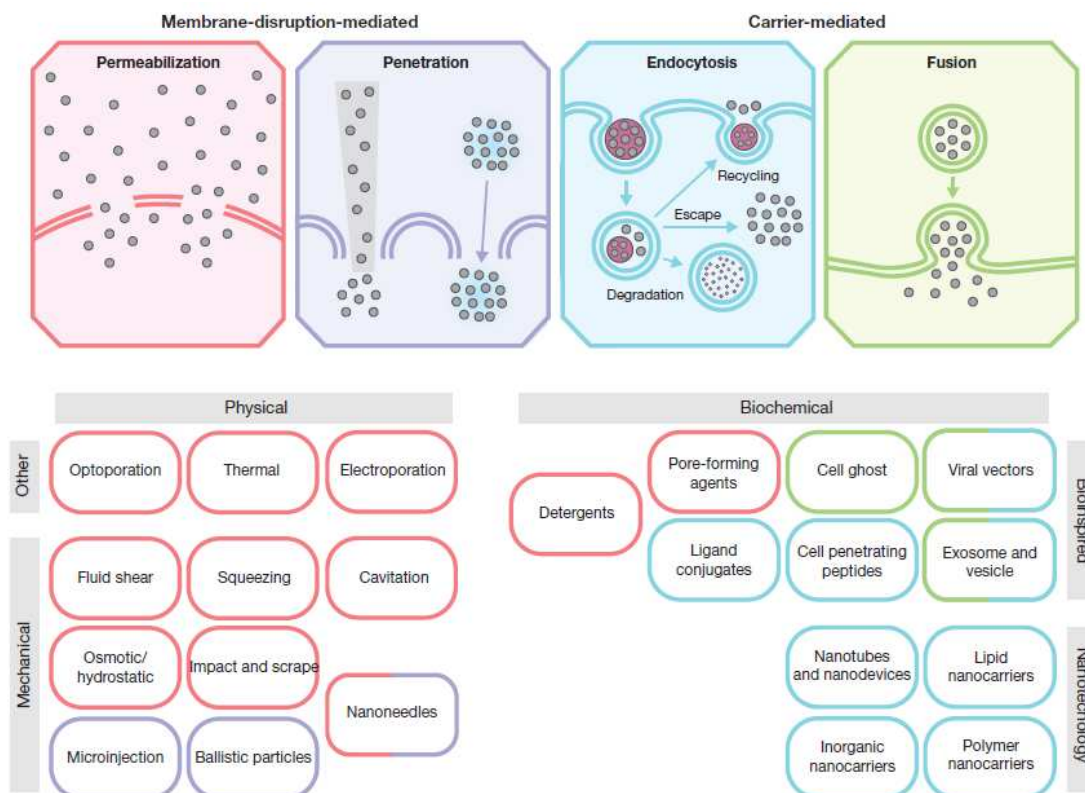 Membrane-disruption-mediated
Carrier-mediated
Permeabilization
Penetration
Endocytosis
Fusion
Recycling
Escape
Degradation
Physical
Biochemical
Other
Optoporation
Thermal
Electroporation
Mechanical
Fluid shear
Squeezing
Cavitation
Osmotic/
hydrostatic
Impact and scrape
Nanoneedles
Microinjection
Ballistic particles
Detergents
Pore-forming
agents
Cell ghost
Viral vectors
Ligand
conjugates
Cell penetrating
peptides
Exosome and
vesicle
Bioinspired
Nanotubes
and nanodevices
Lipid
nanocarriers
Inorganic
nanocarriers
Polymer
nanocarriers
Nanotecnology